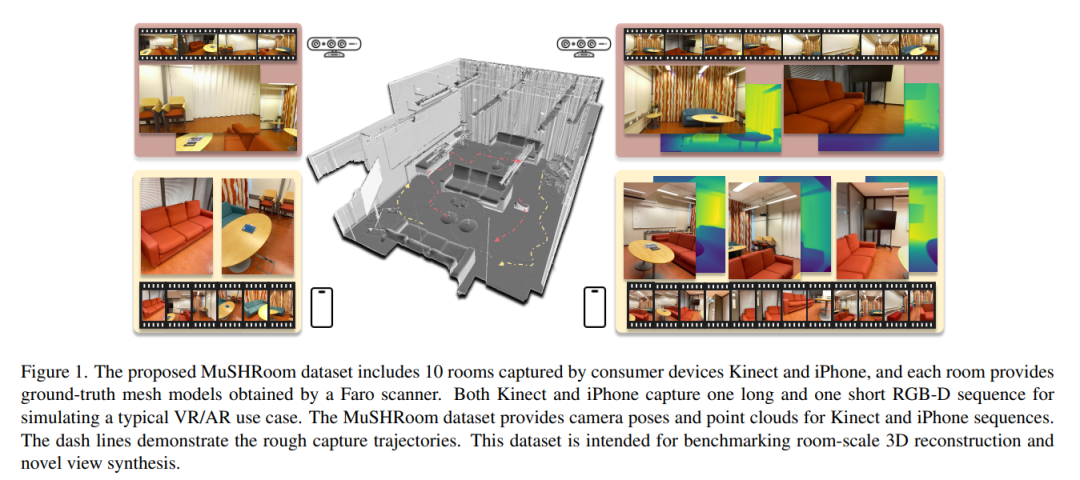 Figure 1. The proposed MuSHRoom dataset includes 10 rooms captured by consumer devices Kinect and iPhone, and each room provides
ground-truth mesh models obtained by a Faro scanner. Both Kinect and iPhone capture one long and one short RGB-D sequence for
simulating a typical VR/AR use case. The MuSHRoom dataset provides camera poses and point clouds for Kinect and iPhone sequences.
The dash lines demonstrate the rough capture trajectories. This dataset is intended for benchmarking room-scale 3D reconstruction and
novel view synthesis.